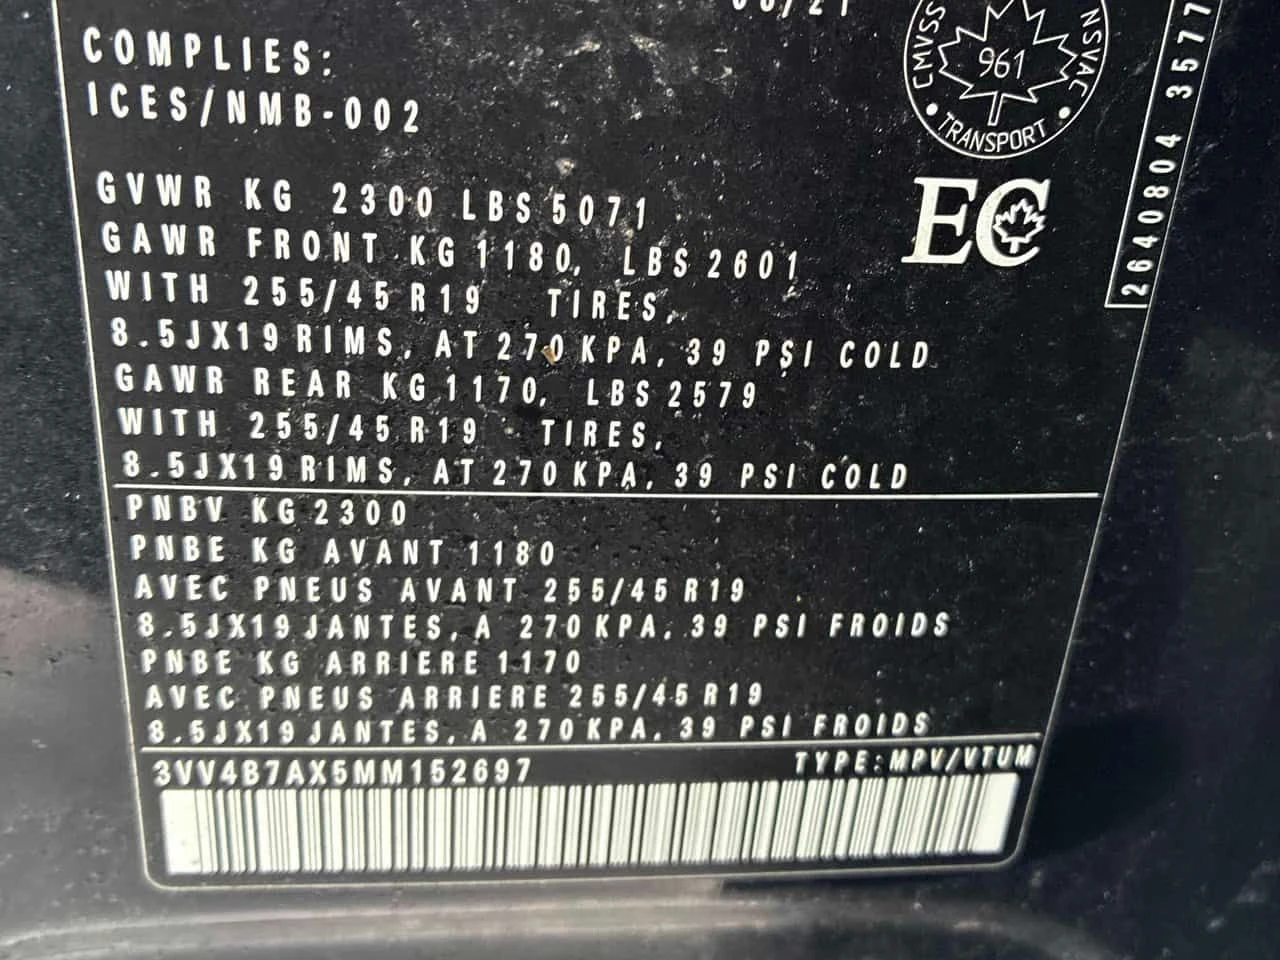 COMPLIES:
ICES/NMB-002
CMVSS
NSVAC
961
TRANSPORT
EC
2640804 3577
GVWR KG 2300 LBS 5071
GAWR FRONT KG 1180, LBS 2601
WITH 255/45 R19 TIRES,
8.5JX19 RIMS, AT 270 KPA, 39 PSI COLD
GAWR REAR KG 1170, LBS 2579
WITH 255/45 R19 TIRES,
8.5JX19 RIMS, AT 270 KPA, 39 PSI COLD
PNBV KG 2300
PNBE KG AVANT 1180
AVEC PNEUS AVANT 255/45 R19
8.5JX19 JANTES, A 270 KPA, 39 PSI FROIDS
PNBE KG ARRIERE 1170
AVEC PNEUS ARRIERE 255/45 R19
8.5JX19 JANTES, A 270 KPA, 39 PSI FROIDS
3VV4B7AX5MM152697 TYPE:MPV/VTUM